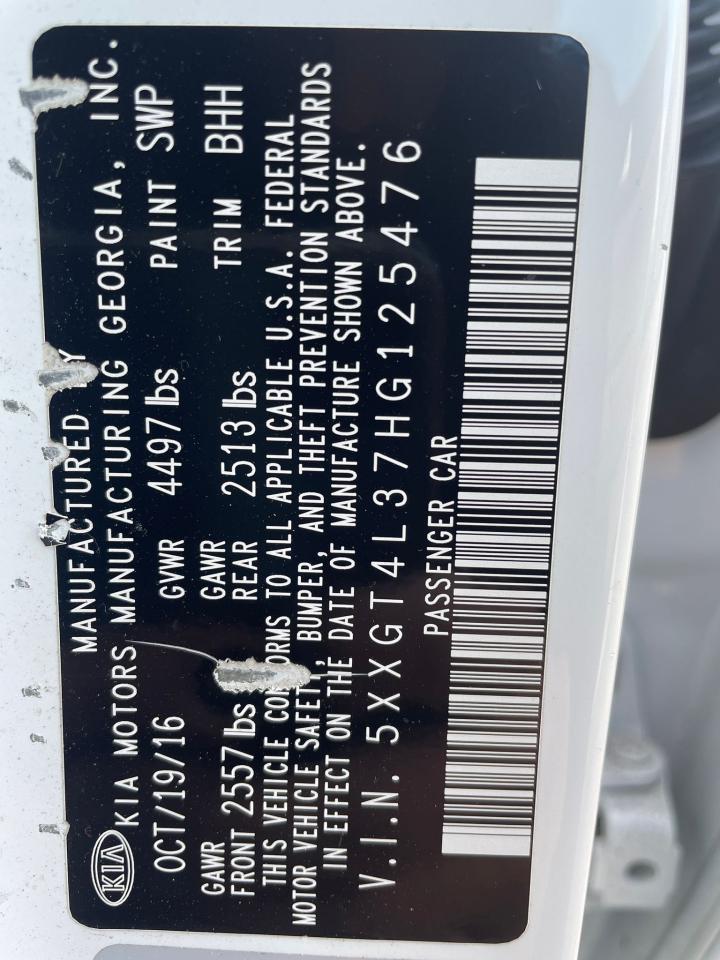 MANUFACTURED BY
KIA KIA MOTORS MANUFACTURING GEORGIA, INC.
OCT/19/16 GVWR 4497 lbs PAINT SWP
GAWR FRONT 2557 lbs GAWR REAR 2513 lbs TRIM BHH
THIS VEHICLE CONFORMS TO ALL APPLICABLE U.S.A. FEDERAL
MOTOR VEHICLE SAFETY, BUMPER, AND THEFT PREVENTION STANDARDS
IN EFFECT ON THE DATE OF MANUFACTURE SHOWN ABOVE.
V.I.N. 5XXGT4L37HG125476
PASSENGER CAR